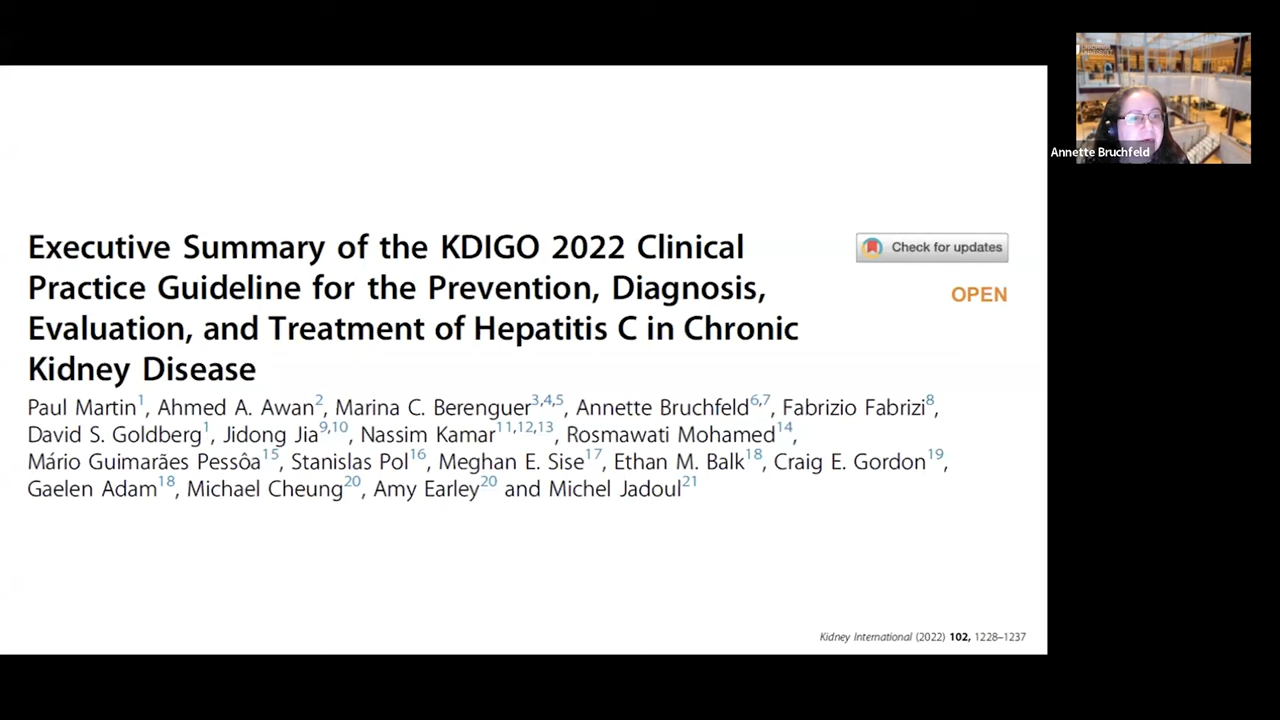 Executive Summary of the KDIGO 2022 Clinical
Practice Guideline for the Prevention, Diagnosis,
Evaluation, and Treatment of Hepatitis C in Chronic
Kidney Disease
Check for updates
OPEN
Paul Martin1, Ahmed A. Awan2, Marina C. Berenguer3,4,5, Annette Bruchfeld6,7, Fabrizio Fabrizi8,
David S. Goldberg1, Jidong Jia9,10, Nassim Kamar11,12,13, Rosmawati Mohamed14,
Mário Guimarães Pessôa15, Stanislas Pol16, Meghan E. Sise17, Ethan M. Balk18, Craig E. Gordon19,
Gaelen Adam18, Michael Cheung20, Amy Earley20 and Michel Jadoul21
Kidney International (2022) 102, 1228–1237
Annette Bruchfeld